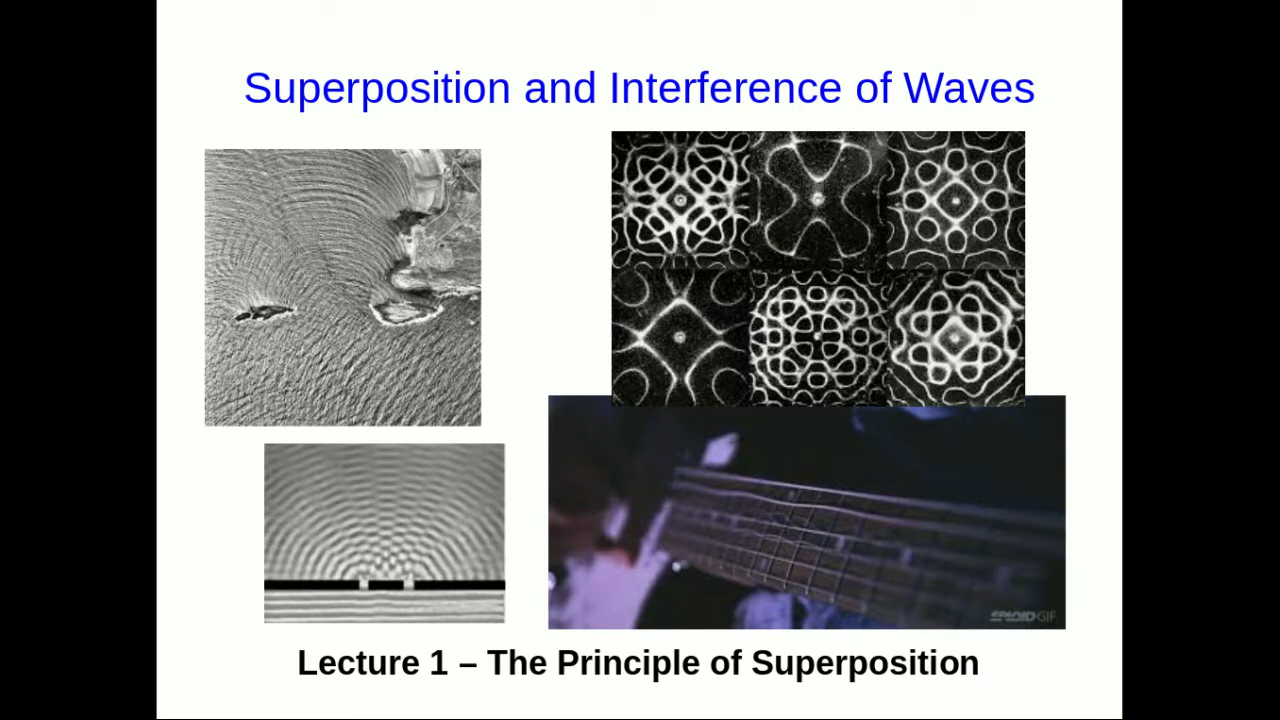 Superposition and Interference of Waves
Lecture 1 – The Principle of Superposition